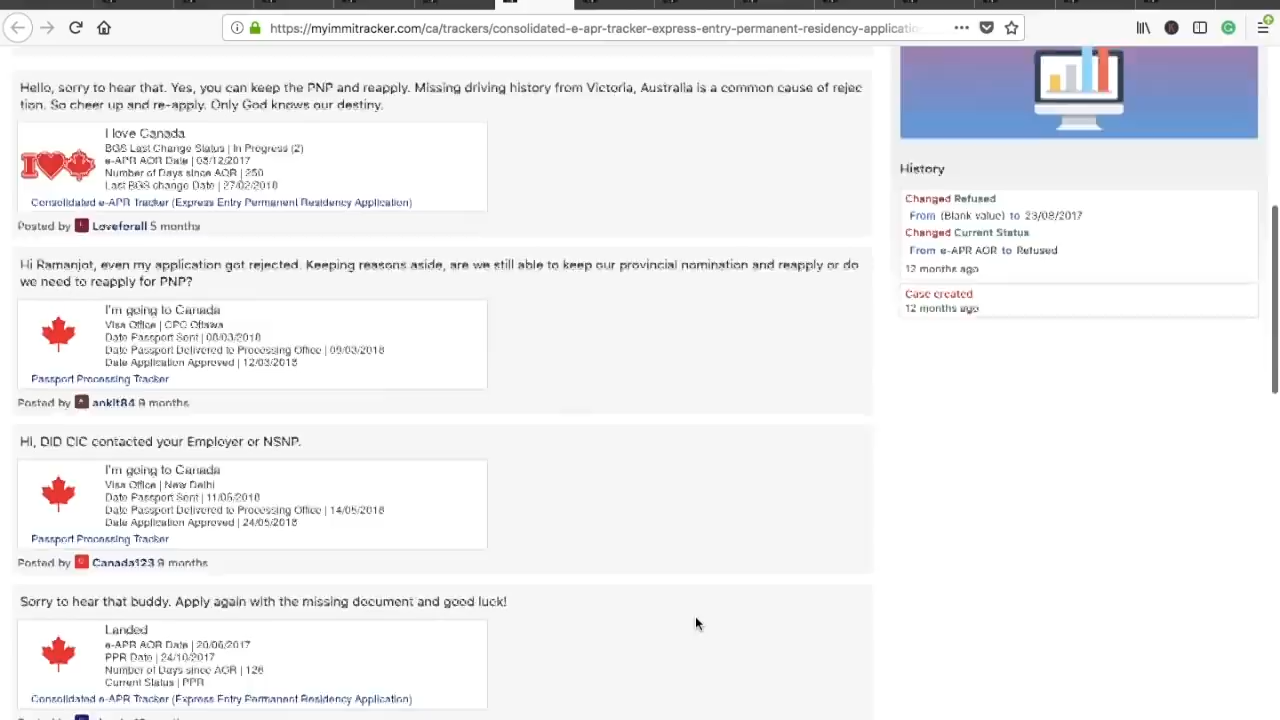 https://myimmitracker.com/ca/trackers/consolidated-e-apr-tracker-express-entry-permanent-residency-applicatio
Hello, sorry to hear that. Yes, you can keep the PNP and reapply. Missing driving history from Victoria, Australia is a common cause of rejec
tion. So cheer up and re-apply. Only God knows our destiny.
I love Canada
BGS Last Change Status | In Progress (2)
e-APR AOR Date | 08/12/2017
Number of Days since AOR | 250
Last BGS change Date | 27/02/2018
Consolidated e-APR Tracker (Express Entry Permanent Residency Application)
Posted by Loveforall 5 months
Hi Ramanjot, even my application got rejected. Keeping reasons aside, are we still able to keep our provincial nomination and reapply or do
we need to reapply for PNP?
I'm going to Canada
Visa Office | CPC Ottawa
Date Passport Sent | 08/03/2018
Date Passport Delivered to Processing Office | 09/03/2018
Date Application Approved | 12/03/2018
Passport Processing Tracker
Posted by ankit84 9 months
Hi, DID CIC contacted your Employer or NSNP.
I'm going to Canada
Visa Office | New Delhi
Date Passport Sent | 11/05/2018
Date Passport Delivered to Processing Office | 14/05/2018
Date Application Approved | 24/05/2018
Passport Processing Tracker
Posted by Canada123 9 months
Sorry to hear that buddy. Apply again with the missing document and good luck!
Landed
e-APR AOR Date | 20/06/2017
PPR Date | 24/10/2017
Number of Days since AOR | 126
Current Status | PPR
Consolidated e-APR Tracker (Express Entry Permanent Residency Application)
History
Changed Refused
From (Blank value) to 23/08/2017
Changed Current Status
From e-APR AOR to Refused
12 months ago
Case created
12 months ago